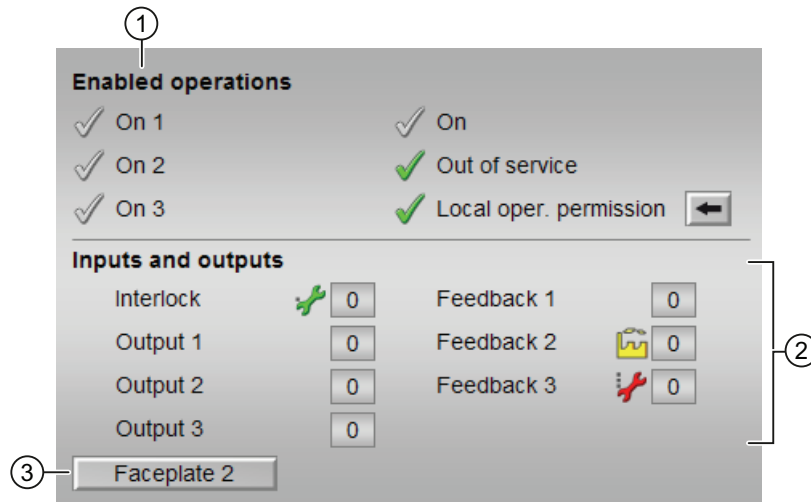 1
Enabled operations
On 1 On
On 2 Out of service
On 3 Local oper. permission
Inputs and outputs
Interlock 0 Feedback 1 0
Output 1 0 Feedback 2 0
2
Output 2 0 Feedback 3 0
Output 3 0
3 Faceplate 2